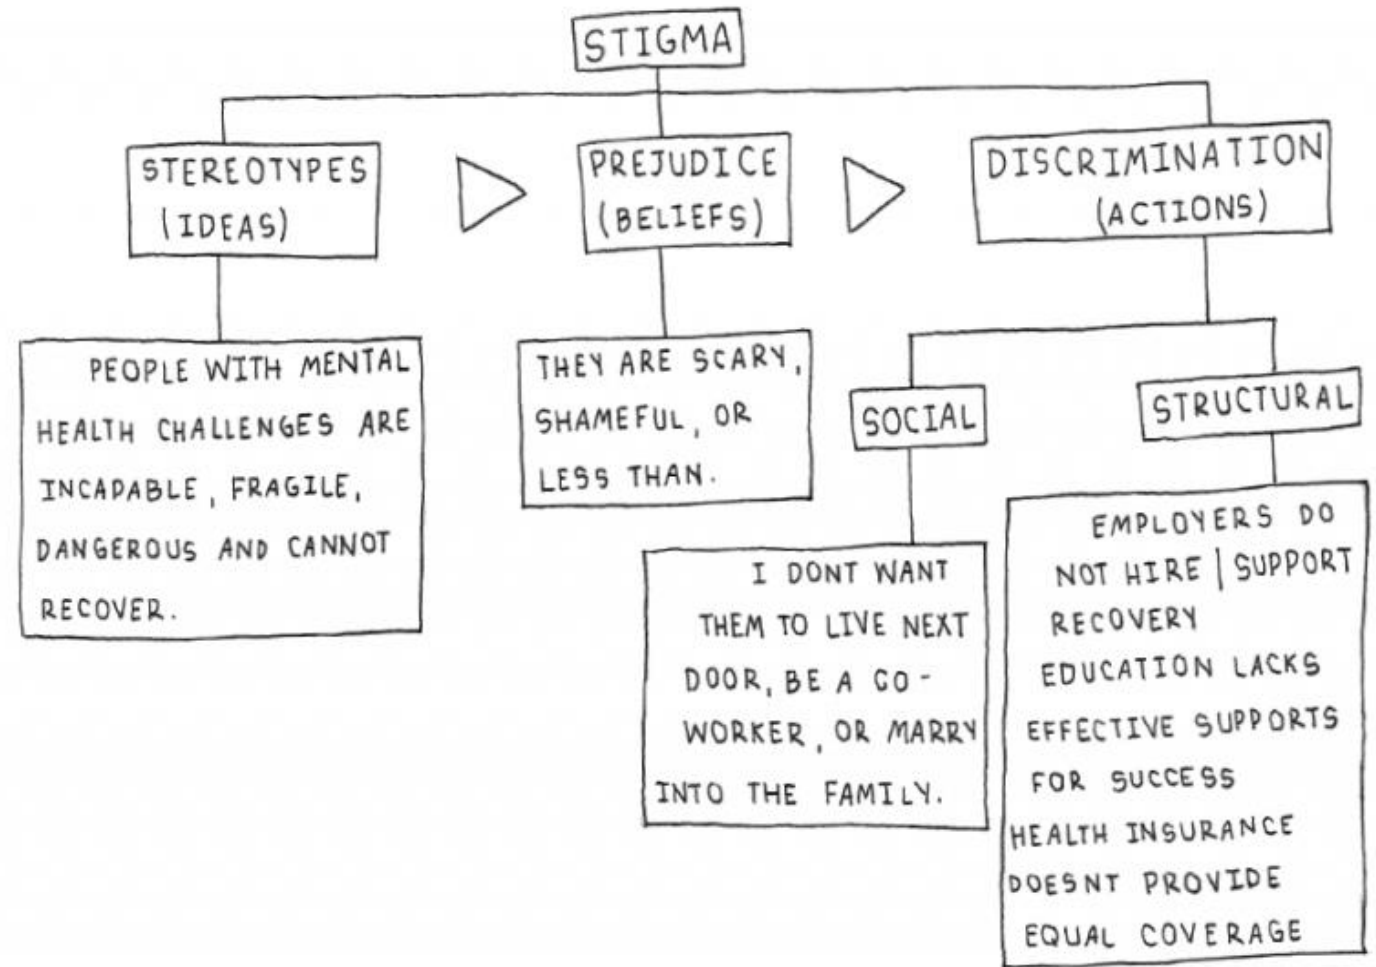 STIGMA
STEREOTYPES
(IDEAS)
PREJUDICE
(BELIEFS)
DISCRIMINATION
(ACTIONS)
PEOPLE WITH MENTAL
HEALTH CHALLENGES ARE
INCAPABLE, FRAGILE,
DANGEROUS AND CANNOT
RECOVER.
THEY ARE SCARY,
SHAMEFUL, OR
LESS THAN.
SOCIAL
I DONT WANT
THEM TO LIVE NEXT
DOOR, BE A CO-
WORKER, OR MARRY
INTO THE FAMILY.
STRUCTURAL
EMPLOYERS DO
NOT HIRE | SUPPORT
RECOVERY
EDUCATION LACKS
EFFECTIVE SUPPORTS
FOR SUCCESS
HEALTH INSURANCE
DOESNT PROVIDE
EQUAL COVERAGE